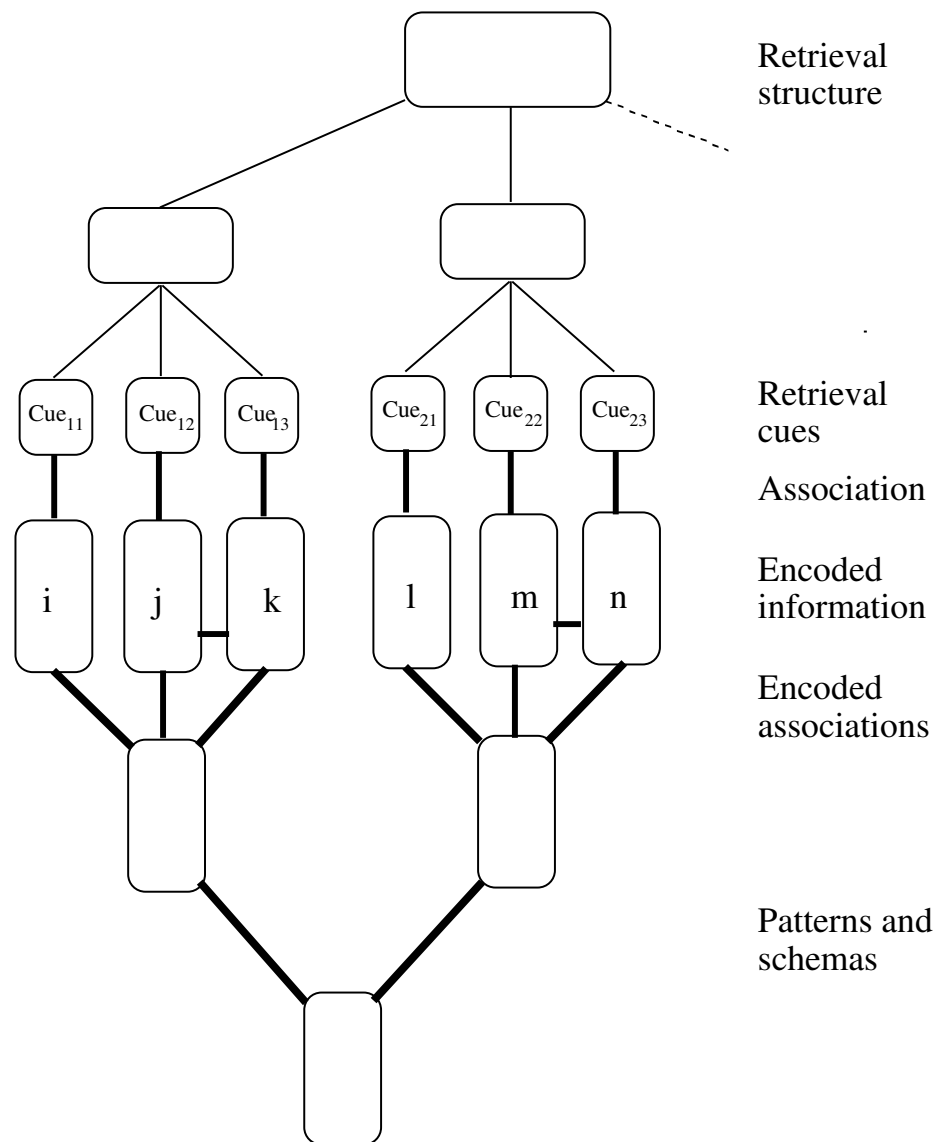 Retrieval
structure
Cue11 Cue12 Cue13 Cue21 Cue22 Cue23
Retrieval
cues
Association
i j k l m n
Encoded
information
Encoded
associations
Patterns and
schemas